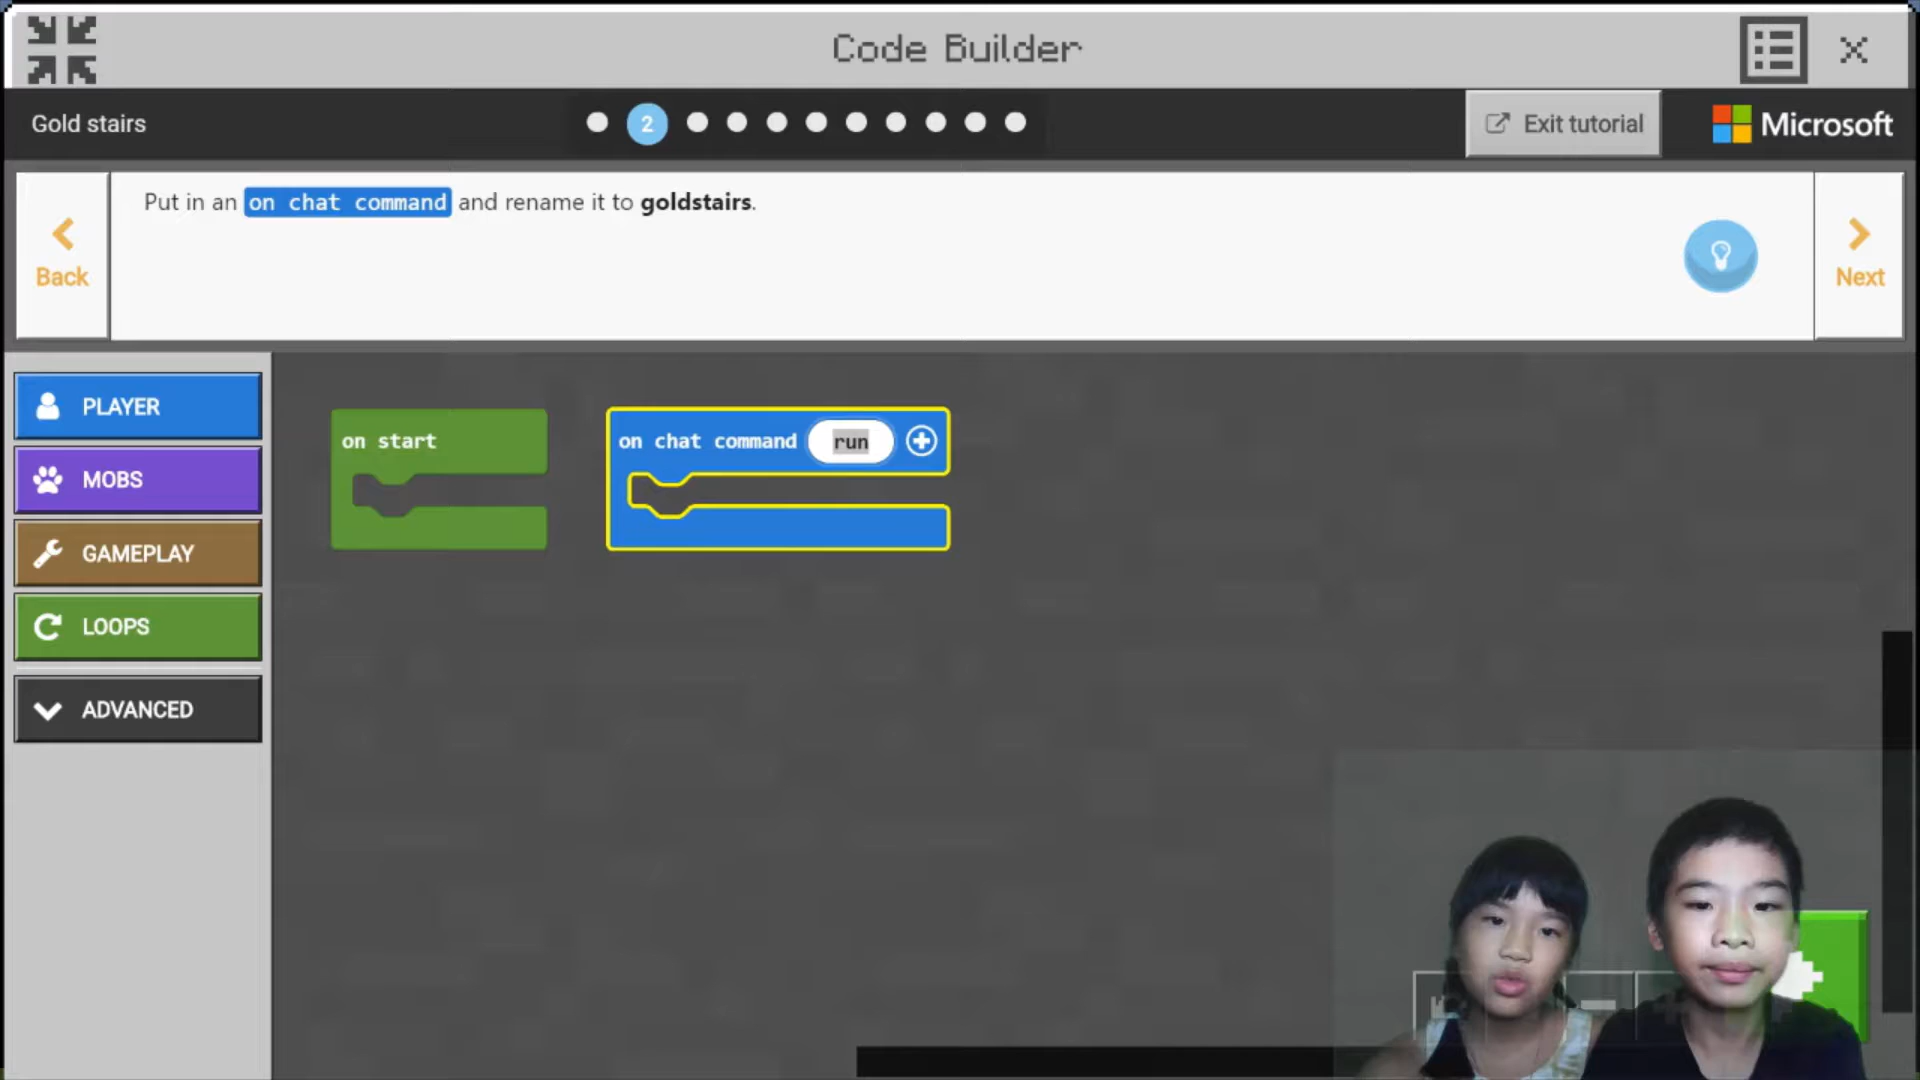 Code Builder
Gold stairs
2
Exit tutorial
Microsoft
Back
Put in an on chat command and rename it to goldstairs.
Next
PLAYER
MOBS
GAMEPLAY
LOOPS
ADVANCED
on start
on chat command run